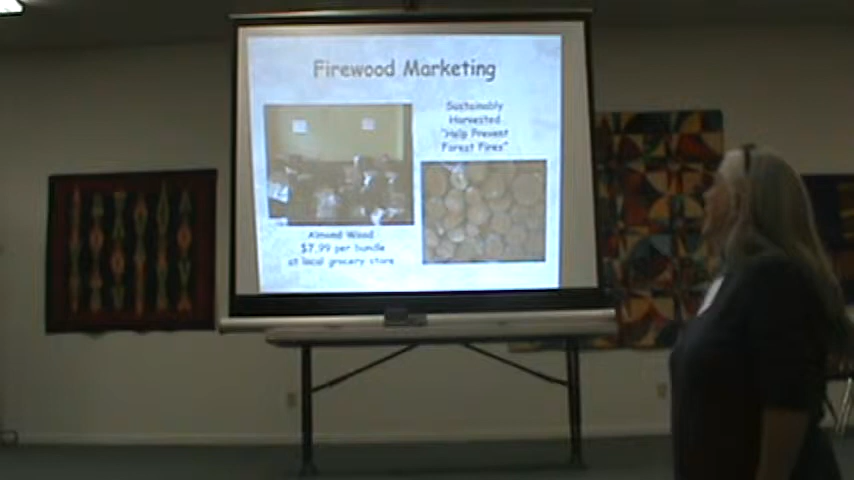 Firewood Marketing
Sustainably
Harvested
"Help Prevent
Forest Fires"
Almond Wood
$7.99 per bundle
at local grocery store